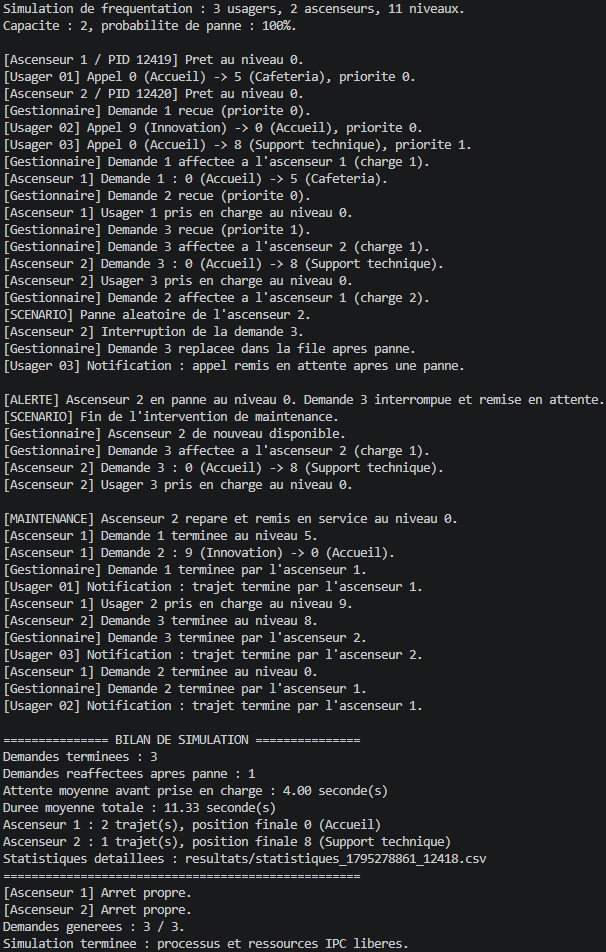 Simulation de frequentation : 3 usagers, 2 ascenseurs, 11 niveaux.
Capacite : 2, probabilite de panne : 100%.
[Ascenseur 1 / PID 12419] Pret au niveau 0.
[Usager 01] Appel 0 (Accueil) -> 5 (Cafeteria), priorite 0.
[Ascenseur 2 / PID 12420] Pret au niveau 0.
[Gestionnaire] Demande 1 recue (priorite 0).
[Usager 02] Appel 9 (Innovation) -> 0 (Accueil), priorite 0.
[Usager 03] Appel 0 (Accueil) -> 8 (Support technique), priorite 1.
[Gestionnaire] Demande 1 affectee a l'ascenseur 1 (charge 1).
[Ascenseur 1] Demande 1 : 0 (Accueil) -> 5 (Cafeteria).
[Gestionnaire] Demande 2 recue (priorite 0).
[Ascenseur 1] Usager 1 pris en charge au niveau 0.
[Gestionnaire] Demande 3 recue (priorite 1).
[Gestionnaire] Demande 3 affectee a l'ascenseur 2 (charge 1).
[Ascenseur 2] Demande 3 : 0 (Accueil) -> 8 (Support technique).
[Ascenseur 2] Usager 3 pris en charge au niveau 0.
[Gestionnaire] Demande 2 affectee a l'ascenseur 1 (charge 2).
[SCENARIO] Panne aleatoire de l'ascenseur 2.
[Ascenseur 2] Interruption de la demande 3.
[Gestionnaire] Demande 3 replacee dans la file apres panne.
[Usager 03] Notification : appel remis en attente apres une panne.
[ALERTE] Ascenseur 2 en panne au niveau 0. Demande 3 interrompue et remise en attente.
[SCENARIO] Fin de l'intervention de maintenance.
[Gestionnaire] Ascenseur 2 de nouveau disponible.
[Gestionnaire] Demande 3 affectee a l'ascenseur 2 (charge 1).
[Ascenseur 2] Demande 3 : 0 (Accueil) -> 8 (Support technique).
[Ascenseur 2] Usager 3 pris en charge au niveau 0.
[MAINTENANCE] Ascenseur 2 repare et remis en service au niveau 0.
[Ascenseur 1] Demande 1 terminee au niveau 5.
[Ascenseur 1] Demande 2 : 9 (Innovation) -> 0 (Accueil).
[Gestionnaire] Demande 1 terminee par l'ascenseur 1.
[Usager 01] Notification : trajet termine par l'ascenseur 1.
[Ascenseur 1] Usager 2 pris en charge au niveau 9.
[Ascenseur 2] Demande 3 terminee au niveau 8.
[Gestionnaire] Demande 3 terminee par l'ascenseur 2.
[Usager 03] Notification : trajet termine par l'ascenseur 2.
[Ascenseur 1] Demande 2 terminee au niveau 0.
[Gestionnaire] Demande 2 terminee par l'ascenseur 1.
[Usager 02] Notification : trajet termine par l'ascenseur 1.
=============== BILAN DE SIMULATION ===============
Demandes terminees : 3
Demandes reaffectees apres panne : 1
Attente moyenne avant prise en charge : 4.00 seconde(s)
Duree moyenne totale : 11.33 seconde(s)
Ascenseur 1 : 2 trajet(s), position finale 0 (Accueil)
Ascenseur 2 : 1 trajet(s), position finale 8 (Support technique)
Statistiques detaillees : resultats/statistiques_1795278861_12418.csv
===================================================
[Ascenseur 1] Arret propre.
[Ascenseur 2] Arret propre.
Demandes generees : 3 / 3.
Simulation terminee : processus et ressources IPC liberes.